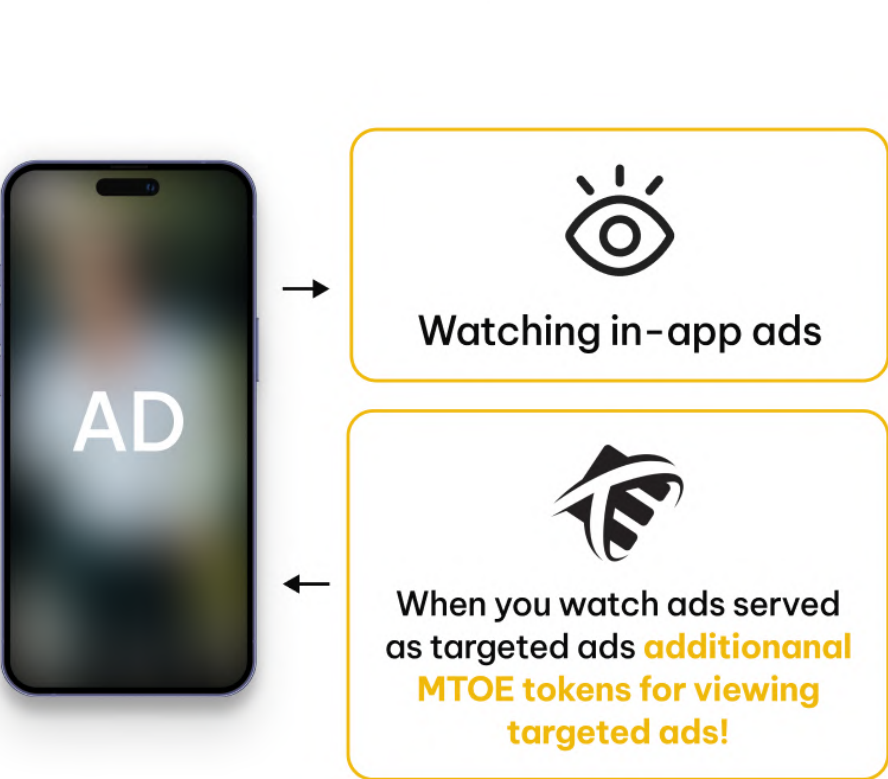 AD
Watching in-app ads
When you watch ads served
as targeted ads additionanal
MTOE tokens for viewing
targeted ads!